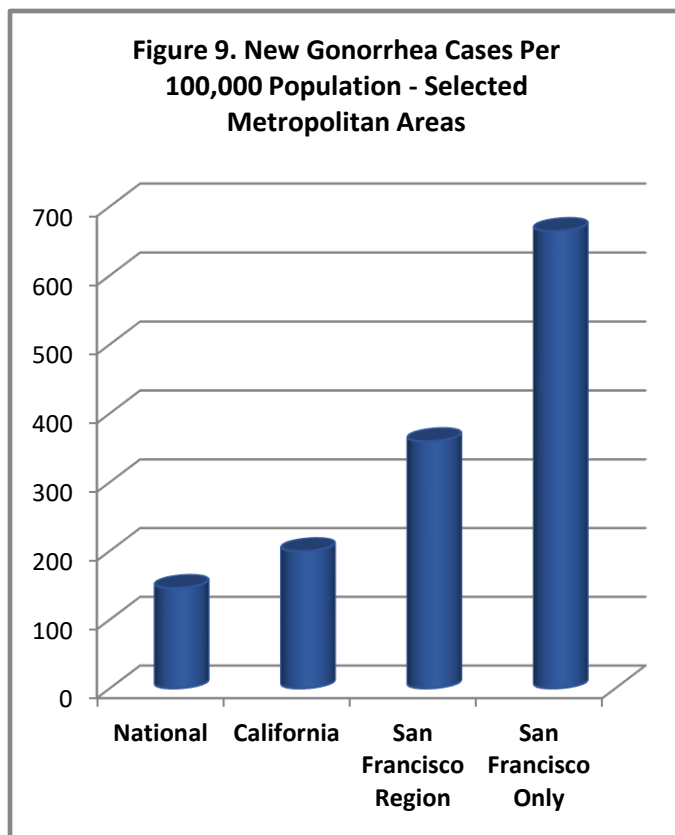 Figure 9. New Gonorrhea Cases Per
100,000 Population - Selected
Metropolitan Areas
700
600
500
400
300
200
100
0
National California San Francisco Region San Francisco Only